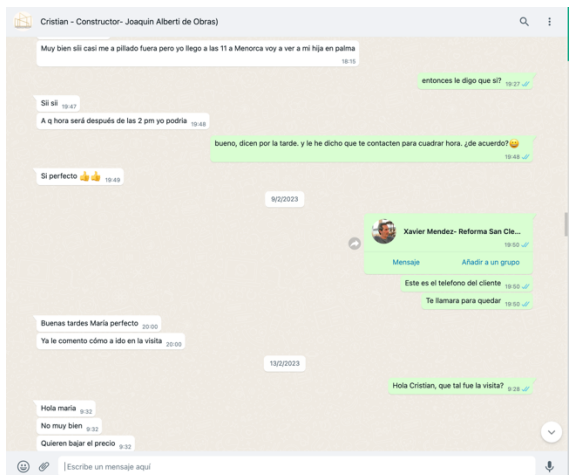 Cristian - Constructor- Joaquin Alberti de Obras)
Muy bien sïi casi me a pillado fuera pero yo llego a las 11 a Menorca voy a ver a mi hija en palma
18:15
entonces le digo que si? 19:27
Sii sii 19:47
A q hora será después de las 2 pm yo podria 19:48
bueno, dicen por la tarde. y le he dicho que te contacten para cuadrar hora. ¿de acuerdo?😀
19:48
Si perfecto 👍👍 19:49
9/2/2023
Xavier Mendez- Reforma San Cle...
19:50
Mensaje Añadir a un grupo
Este es el telefono del cliente 19:50
Te llamara para quedar 19:50
Buenas tardes María perfecto 20:00
Ya le comento cómo a ido en la visita 20:00
13/2/2023
Hola Cristian, que tal fue la visita? 9:28
Hola maria 9:32
No muy bien 9:32
Quieren bajar el precio 9:32
Escribe un mensaje aquí